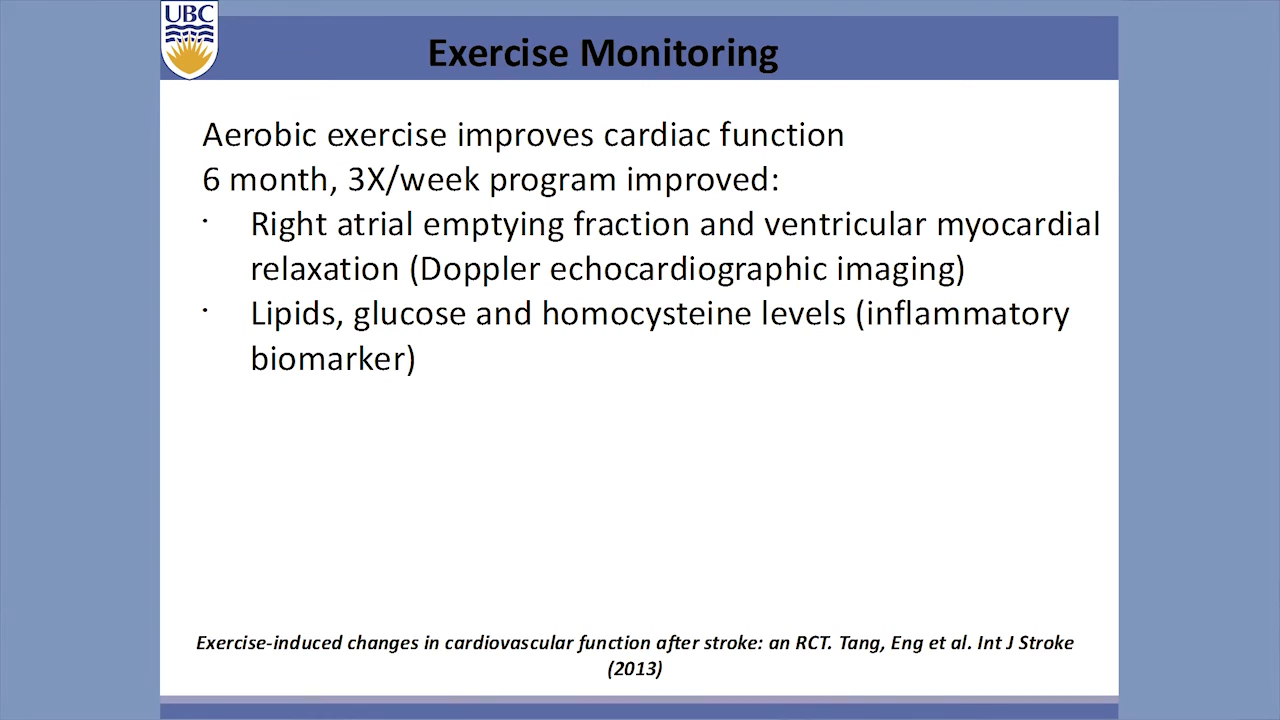 UBC
Exercise Monitoring
Aerobic exercise improves cardiac function
6 month, 3X/week program improved:
· Right atrial emptying fraction and ventricular myocardial
relaxation (Doppler echocardiographic imaging)
· Lipids, glucose and homocysteine levels (inflammatory
biomarker)
Exercise-induced changes in cardiovascular function after stroke: an RCT. Tang, Eng et al. Int J Stroke
(2013)